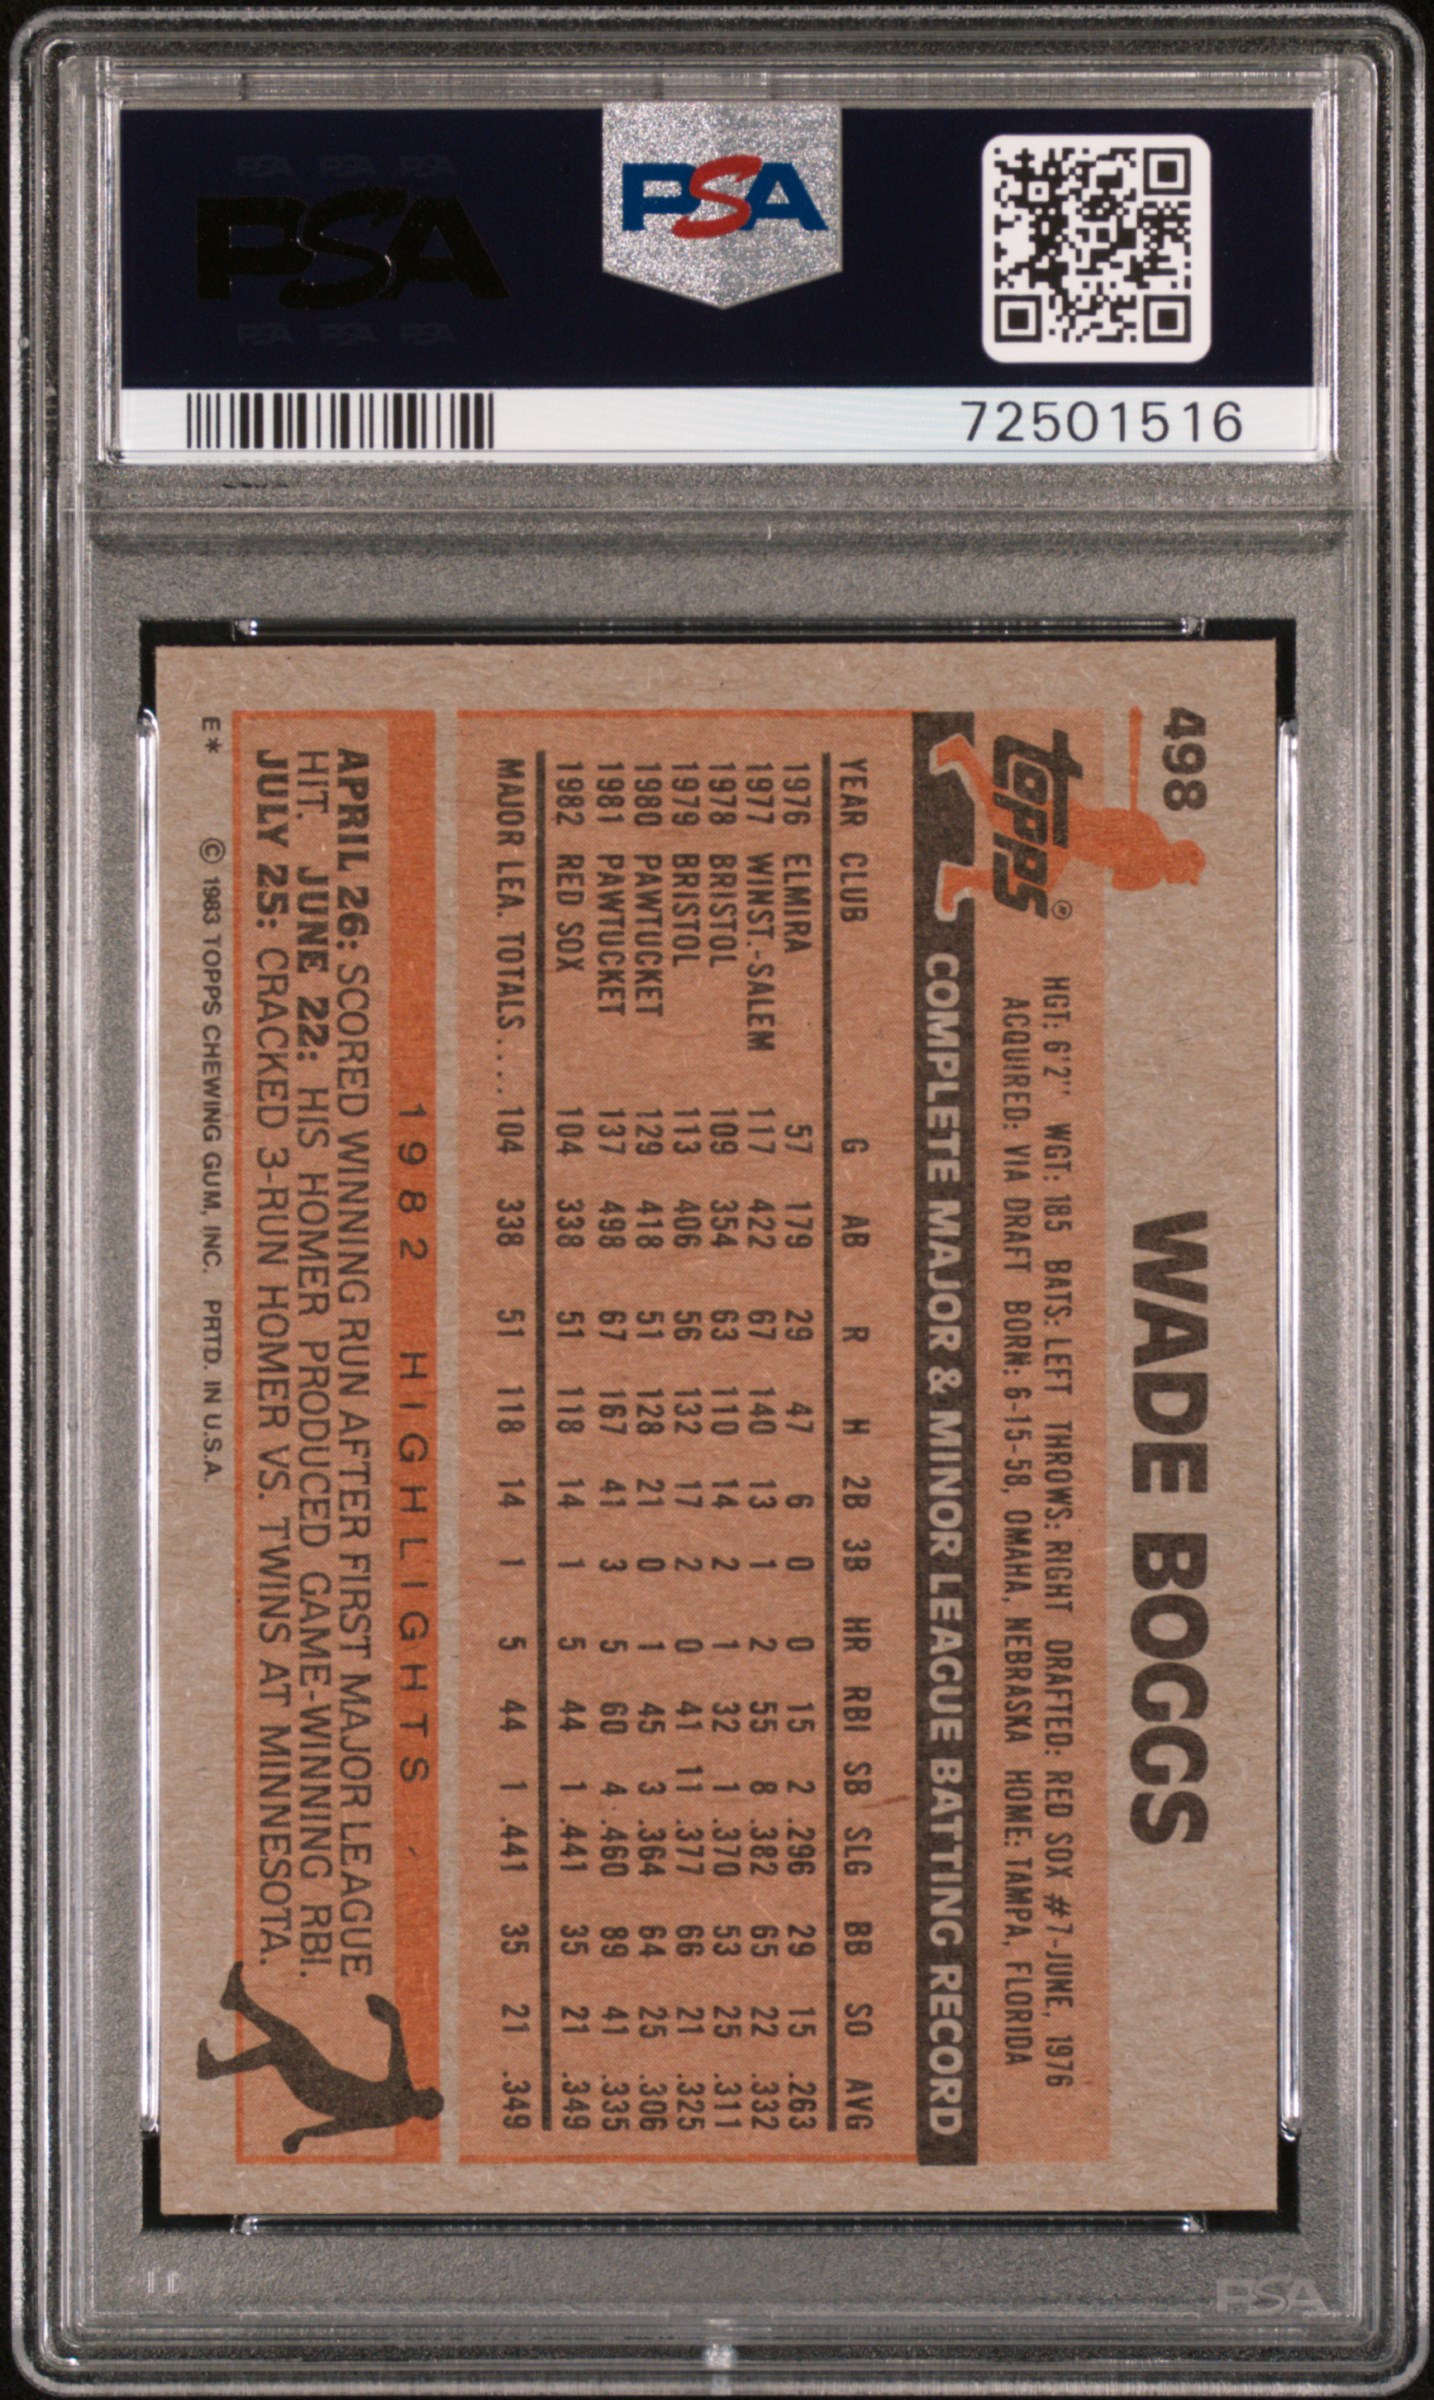 PSA PSA PSA
PSA
PSA PSA PSA
PSA
72501516
498
WADE BOGGS
Topps®
HGT: 6'2" WGT: 185 BATS: LEFT THROWS: RIGHT DRAFTED: RED SOX #7-JUNE, 1976
ACQUIRED: VIA DRAFT BORN: 6-15-58, OMAHA, NEBRASKA HOME: TAMPA, FLORIDA
COMPLETE MAJOR & MINOR LEAGUE BATTING RECORD
YEAR CLUB G AB R H 2B 3B HR RBI SB SLG BB SO AVG
1976 ELMIRA 57 179 29 47 6 0 0 15 2 .296 29 15 .263
1977 WINST.-SALEM 117 422 67 140 13 1 2 55 8 .382 65 22 .332
1978 BRISTOL 109 354 63 110 14 2 1 32 1 .370 53 25 .311
1979 BRISTOL 113 406 56 132 17 2 0 41 11 .377 66 21 .325
1980 PAWTUCKET 129 418 51 128 21 0 1 45 3 .364 64 25 .306
1981 PAWTUCKET 137 498 67 167 41 3 5 60 4 .460 89 41 .335
1982 RED SOX 104 338 51 118 14 1 5 44 1 .441 35 21 .349
MAJOR LEA. TOTALS.... 104 338 51 118 14 1 5 44 1 .441 35 21 .349
1982 HIGHLIGHTS
APRIL 26: SCORED WINNING RUN AFTER FIRST MAJOR LEAGUE
HIT. JUNE 22: HIS HOMER PRODUCED GAME-WINNING RBI.
JULY 25: CRACKED 3-RUN HOMER VS. TWINS AT MINNESOTA.
E* © 1983 TOPPS CHEWING GUM, INC. PRTD. IN U.S.A.
PSA